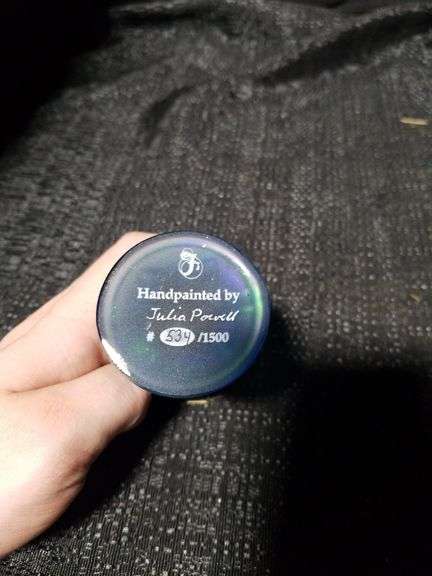 Handpainted by
Julia Powell
# 534 /1500